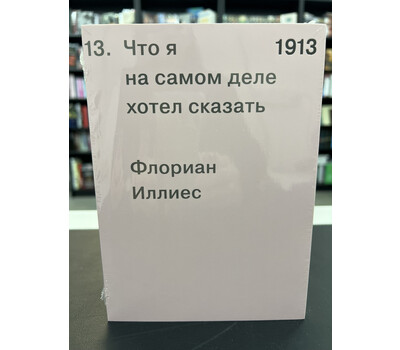 13. Что я 1913
на самом деле
хотел сказать
Флориан
Иллиес